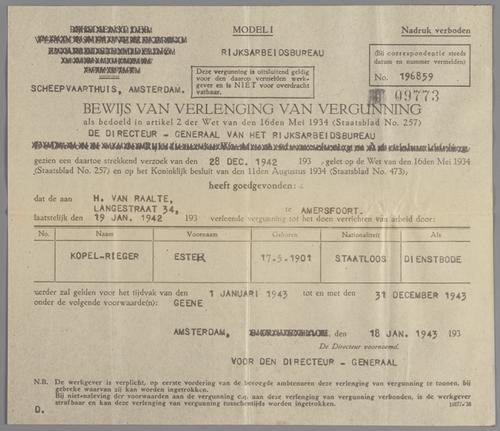 MODEL I
Nadruk verboden
RIJKSARBEIDSBUREAU
(Bij correspondentie steeds
datum en nummer vermelden)
No. 196859
Deze vergunning is uitsluitend geldig
voor den daarop vermelden werk-
gever en is NIET voor overdracht
vatbaar.
SCHEEPVAARTHUIS, AMSTERDAM.
09773
BEWIJS VAN VERLENGING VAN VERGUNNING
als bedoeld in artikel 2 der Wet van den 16den Mei 1934 (Staatsblad No. 257)
DE DIRECTEUR - GENERAAL VAN HET RIJKSARBEIDSBUREAU
gezien een daartoe strekkend verzoek van den 28 DEC. 1942 193 , gelet op de Wet van den 16den Mei 1934
(Staatsblad No. 257) en op het Koninklijk besluit van den 11den Augustus 1934 (Staatsblad No. 473),
heeft goedgevonden:
dat de aan H. VAN RAALTE,
LANGESTRAAT 34, te AMERSFOORT.
laatstelijk den 19 JAN. 1942 193 verleende vergunning tot het doen verrichten van arbeid door:
No. Naam Voornaam Geboren Nationaliteit Als
KOPEL-RIEGER ESTER 17-5-1901 STAATLOOS DIENSTBODE
verder zal gelden voor het tijdvak van den 1 JANUARI 1943 tot en met den 31 DECEMBER 1943
onder de volgende voorwaarde(n): GEENE
AMSTERDAM, den 18 JAN. 1943 193
De Directeur voornoemd.
VOOR DEN DIRECTEUR - GENERAAL
N.B. De werkgever is verplicht, op eerste vordering van de bevoegde ambtenaren deze verlenging van vergunning te toonen, bij
gebreke waarvan zij kan worden ingetrokken.
Bij niet-naleving der voorwaarden aan de vergunning c.q. aan deze verlenging van vergunning verbonden, is de werkgever
strafbaar en kan deze verlenging van vergunning tusschentijds worden ingetrokken.
D.